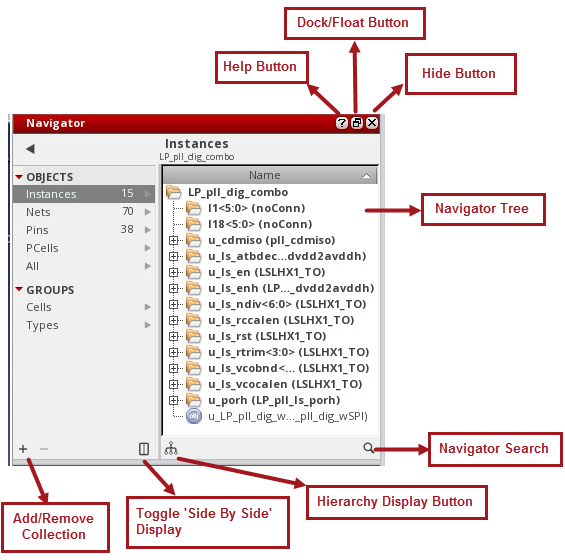 Dock/Float Button
Help Button
Hide Button
Navigator
?
Instances
LP_pll_dig_combo
OBJECTS
Instances 15
Nets 70
Pins 38
PCells
All
GROUPS
Cells
Types
Name
LP_pll_dig_combo
I1<5:0> (noConn)
I18<5:0> (noConn)
u_cdmiso (pll_cdmiso)
u_ls_atbdec...dvdd2avddh)
u_ls_en (LSLHX1_TO)
u_ls_enh (LP..._dvdd2avddh)
u_ls_ndiv<6:0> (LSLHX1_TO)
u_ls_rccalen (LSLHX1_TO)
u_ls_rst (LSLHX1_TO)
u_ls_rtrim<3:0> (LSLHX1_TO)
u_ls_vcobnd<... (LSLHX1_TO)
u_ls_vcocalen (LSLHX1_TO)
u_porh (LP_pll_ls_porh)
obj u_LP_pll_dig_w..._pll_dig_wSPI)
Navigator Tree
Navigator Search
Hierarchy Display Button
Toggle 'Side By Side'
Display
Add/Remove
Collection